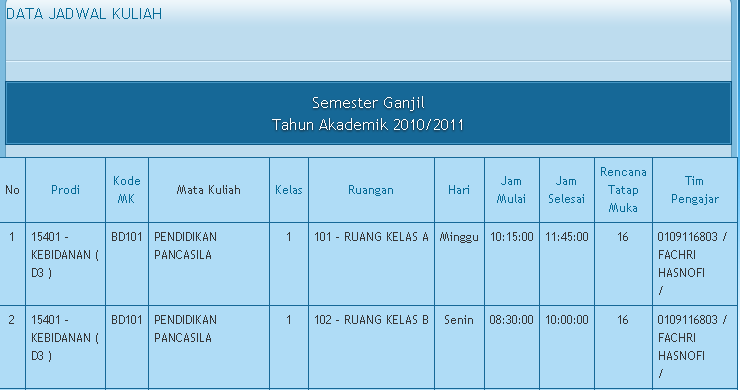 DATA JADWAL KULIAH
Semester Ganjil
Tahun Akademik 2010/2011
No Prodi Kode MK Mata Kuliah Kelas Ruangan Hari Jam Mulai Jam Selesai Rencana Tatap Muka Tim Pengajar
1 15401 - KEBIDANAN ( D3 ) BD101 PENDIDIKAN PANCASILA 1 101 - RUANG KELAS A Minggu 10:15:00 11:45:00 16 0109116803 / FACHRI HASNOFI /
2 15401 - KEBIDANAN ( D3 ) BD101 PENDIDIKAN PANCASILA 1 102 - RUANG KELAS B Senin 08:30:00 10:00:00 16 0109116803 / FACHRI HASNOFI /